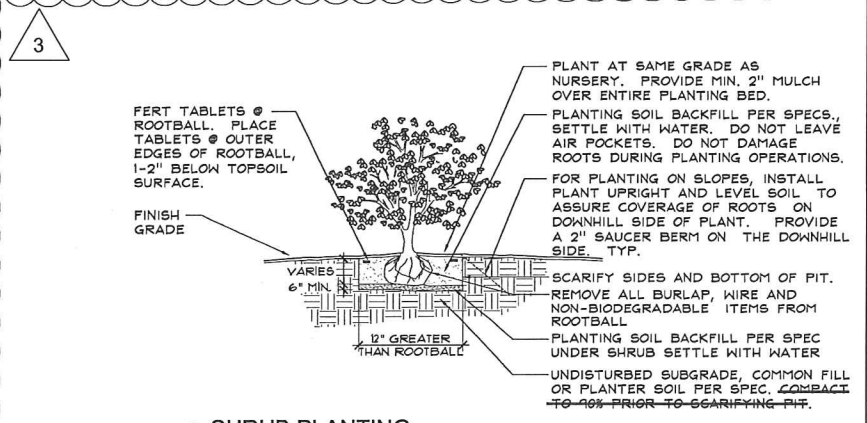 3
PLANT AT SAME GRADE AS
NURSERY. PROVIDE MIN. 2" MULCH
OVER ENTIRE PLANTING BED.
FERT TABLETS @
ROOTBALL. PLACE
TABLETS @ OUTER
EDGES OF ROOTBALL,
1-2" BELOW TOPSOIL
SURFACE.
PLANTING SOIL BACKFILL PER SPECS.,
SETTLE WITH WATER. DO NOT LEAVE
AIR POCKETS. DO NOT DAMAGE
ROOTS DURING PLANTING OPERATIONS.
FOR PLANTING ON SLOPES, INSTALL
PLANT UPRIGHT AND LEVEL SOIL TO
ASSURE COVERAGE OF ROOTS ON
DOWNHILL SIDE OF PLANT. PROVIDE
A 2" SAUCER BERM ON THE DOWNHILL
SIDE. TYP.
FINISH
GRADE
VARIES
6" MIN.
SCARIFY SIDES AND BOTTOM OF PIT.
REMOVE ALL BURLAP, WIRE AND
NON-BIODEGRADABLE ITEMS FROM
ROOTBALL
12" GREATER
THAN ROOTBALL
PLANTING SOIL BACKFILL PER SPEC
UNDER SHRUB SETTLE WITH WATER
UNDISTURBED SUBGRADE, COMMON FILL
OR PLANTER SOIL PER SPEC. COMPACT
TO 90% PRIOR TO SCARIFYING PIT.
SHRUB PLANTING